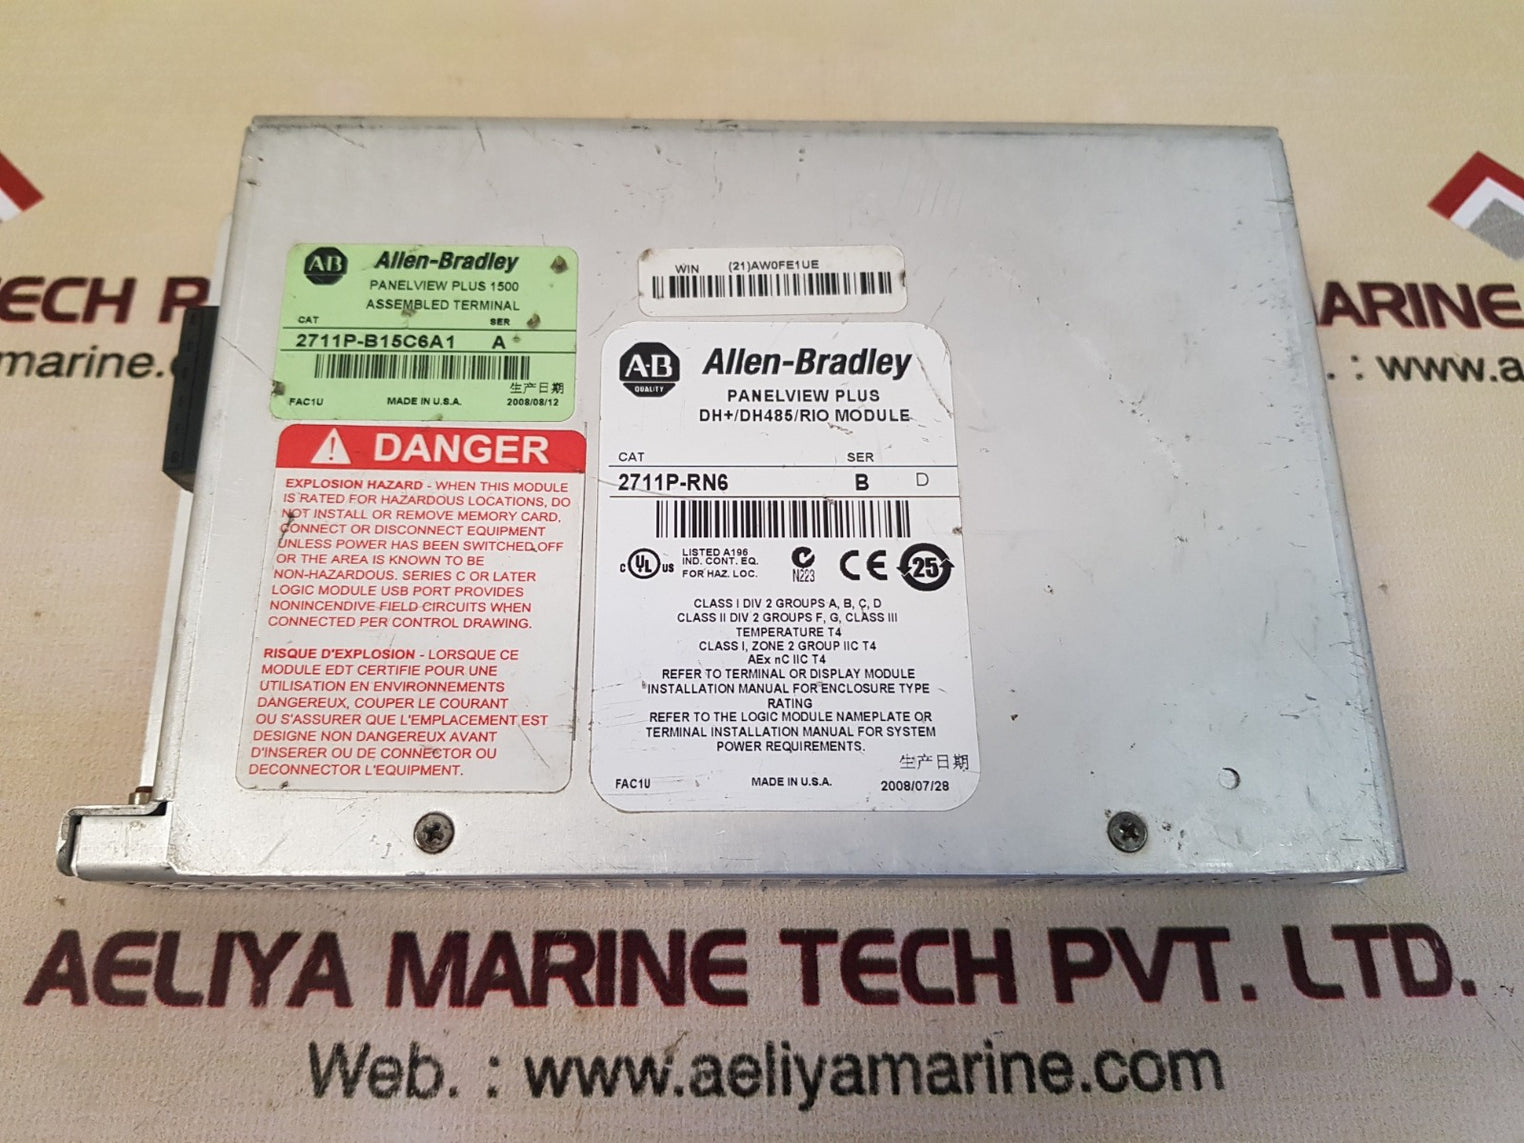 AB Allen-Bradley
PANELVIEW PLUS 1500
ASSEMBLED TERMINAL
CAT SER
2711P-B15C6A1 A
生产日期
FAC1U MADE IN U.S.A. 2008/08/12
DANGER
EXPLOSION HAZARD - WHEN THIS MODULE
IS RATED FOR HAZARDOUS LOCATIONS, DO
NOT INSTALL OR REMOVE MEMORY CARD,
CONNECT OR DISCONNECT EQUIPMENT
UNLESS POWER HAS BEEN SWITCHED OFF
OR THE AREA IS KNOWN TO BE
NON-HAZARDOUS. SERIES C OR LATER
LOGIC MODULE USB PORT PROVIDES
NONINCENDIVE FIELD CIRCUITS WHEN
CONNECTED PER CONTROL DRAWING.
RISQUE D'EXPLOSION - LORSQUE CE
MODULE EDT CERTIFIE POUR UNE
UTILISATION EN ENVIRONNEMENTS
DANGEREUX, COUPER LE COURANT
OU S'ASSURER QUE L'EMPLACEMENT EST
DESIGNE NON DANGEREUX AVANT
D'INSERER OU DE CONNECTOR OU
DECONNECTOR L'EQUIPMENT.
WIN (21)AW0FE1UE
A·B QUALITY Allen-Bradley
PANELVIEW PLUS
DH+/DH485/RIO MODULE
CAT SER
2711P-RN6 B D
c UL us LISTED A196
IND. CONT. EQ.
FOR HAZ. LOC.
N223 CE 25
CLASS I DIV 2 GROUPS A, B, C, D
CLASS II DIV 2 GROUPS F, G, CLASS III
TEMPERATURE T4
CLASS I, ZONE 2 GROUP IIC T4
AEx nC IIC T4
REFER TO TERMINAL OR DISPLAY MODULE
INSTALLATION MANUAL FOR ENCLOSURE TYPE
RATING
REFER TO THE LOGIC MODULE NAMEPLATE OR
TERMINAL INSTALLATION MANUAL FOR SYSTEM
POWER REQUIREMENTS.
生产日期
FAC1U MADE IN U.S.A. 2008/07/28
ECH P
marine.c
ARINE
. : www.a
AELIYA MARINE TECH PVT. LTD.
Web. : www.aeliyamarine.com